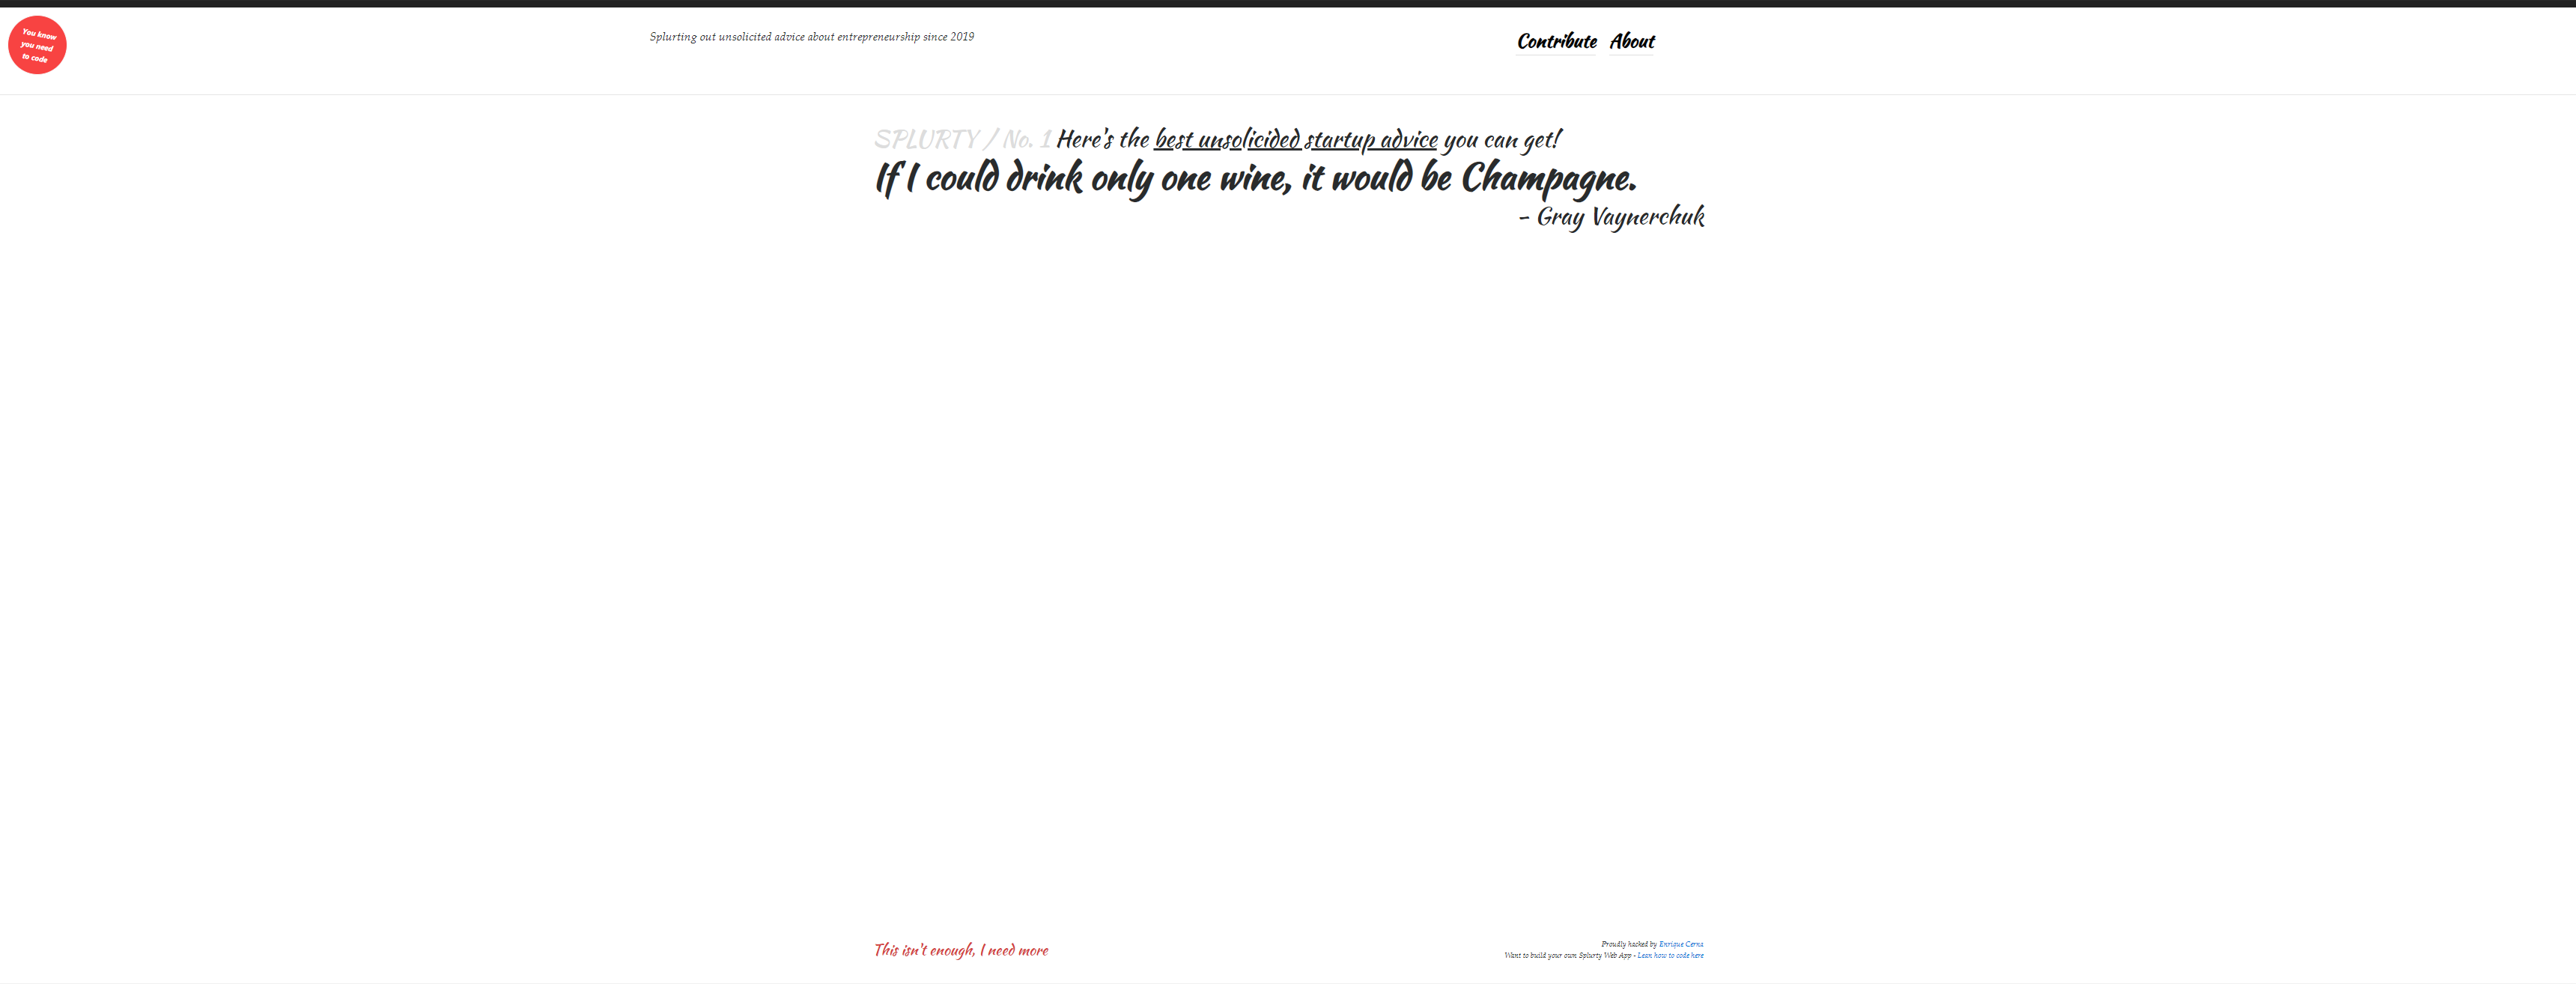 You know
you need
to code
Splurting out unsolicited advice about entrepreneurship since 2019
Contribute About
SPLURTY / No. 1 Here's the best unsolicided startup advice you can get!
If I could drink only one wine, it would be Champagne.
- Gray Vaynerchuk
This isn't enough, I need more
Proudly hacked by Enrique Cerna
Want to build your own Splurty Web App - Lean how to code here